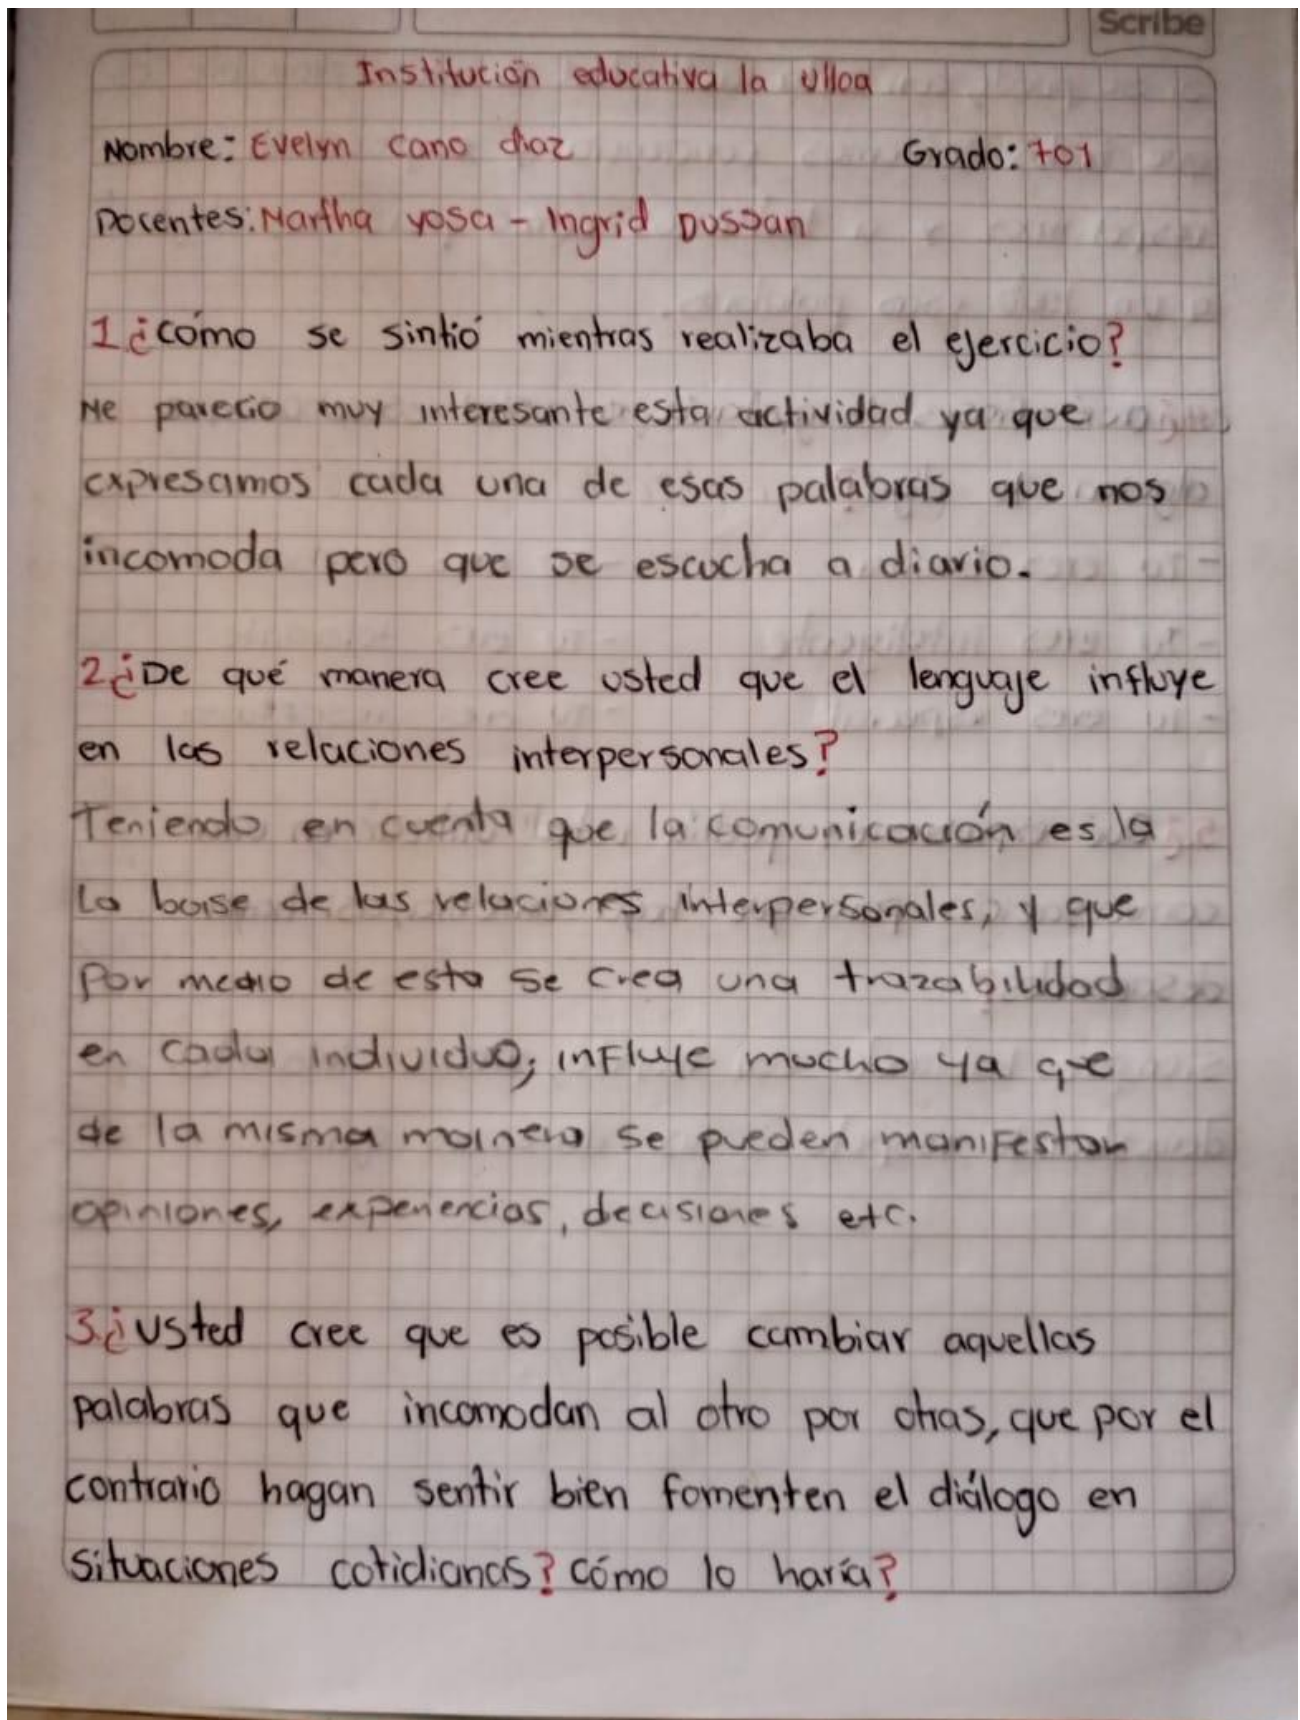 Scribe
Institución educativa la ulloa
Nombre: Evelyn Cano diaz Grado: 701
Docentes: Martha yosa - Ingrid Dussan
1 ¿cómo se sintió mientras realizaba el ejercicio?
Me parecio muy interesante esta actividad ya que
expresamos cada una de esas palabras que nos
incomoda pero que se escucha a diario.
2 ¿De qué manera cree usted que el lenguaje influye
en las relaciones interpersonales?
Teniendo en cuenta que la comunicación es la
la base de las relaciones interpersonales, y que
por medio de esta se crea una trazabilidad
en cada individuo; influye mucho ya que
de la misma manera se pueden manifestar
opiniones, experiencias, decisiones etc.
3. ¿usted cree que es posible cambiar aquellas
palabras que incomodan al otro por otras, que por el
contrario hagan sentir bien fomenten el diálogo en
situaciones cotidianas? cómo lo haría?